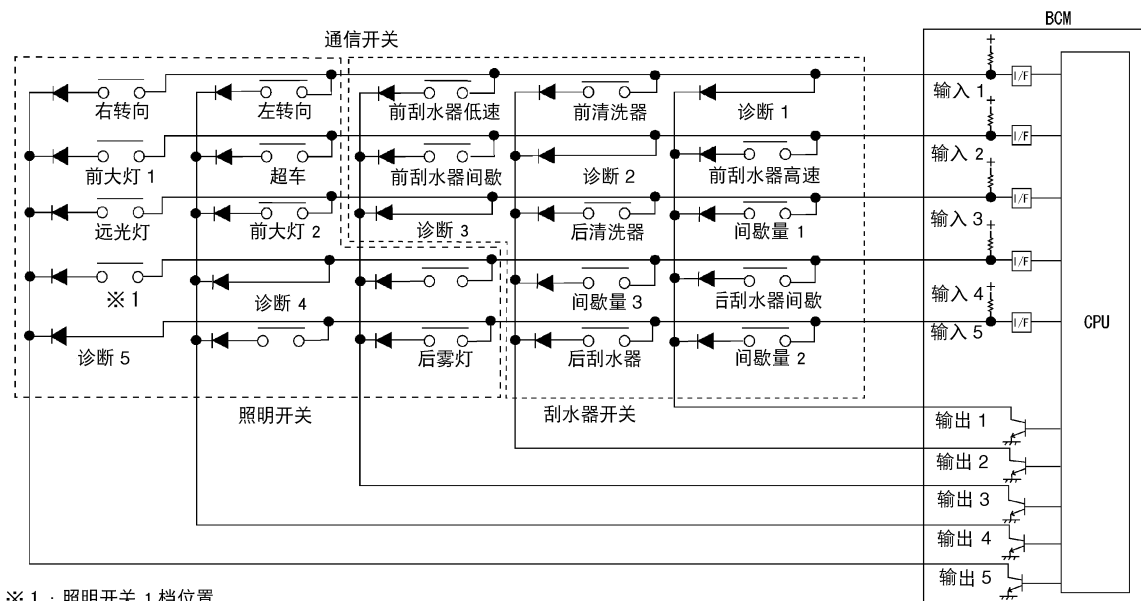 BCM
通信开关
右转向 左转向 前刮水器低速 前清洗器 诊断 1 输入 1 + I/F
前大灯 1 超车 前刮水器间歇 诊断 2 前刮水器高速 输入 2 + I/F
远光灯 前大灯 2 诊断 3 后清洗器 间歇量 1 输入 3 + I/F
※1 诊断 4 间歇量 3 后刮水器间歇 输入 4 + I/F
诊断 5 后雾灯 后刮水器 间歇量 2 输入 5 + I/F
CPU
照明开关 刮水器开关
输出 1
输出 2
输出 3
输出 4
输出 5
※1：照明开关 1 档位置